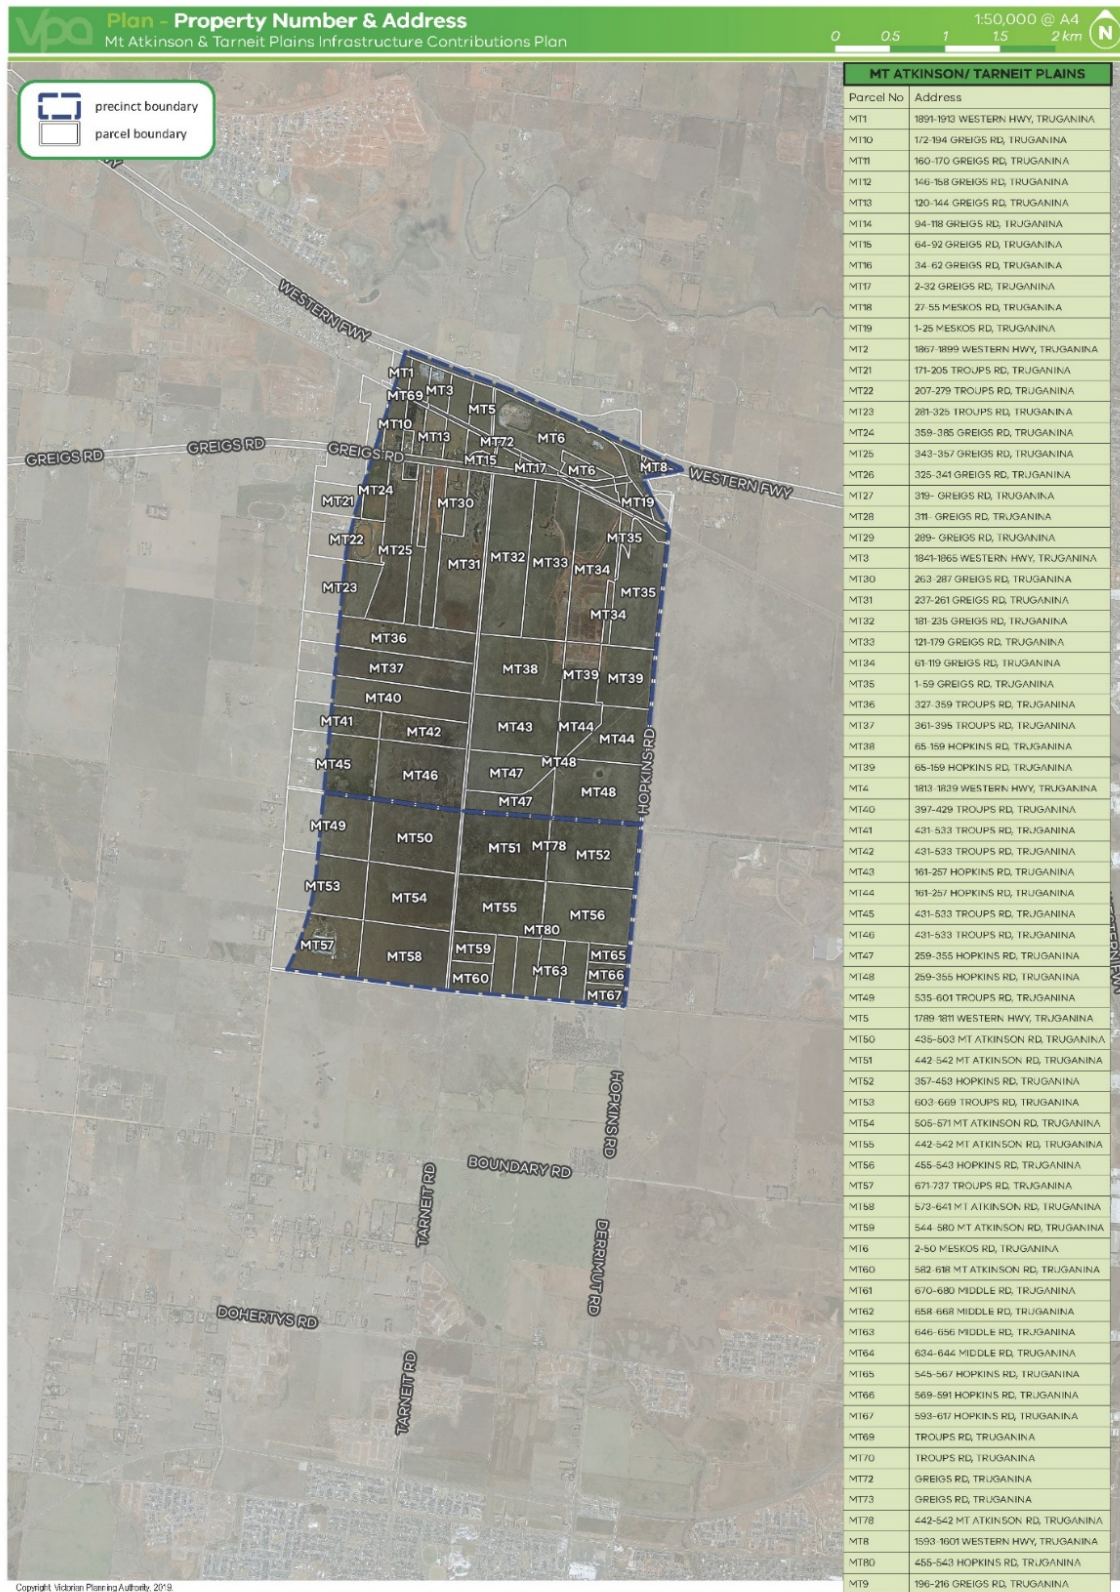 vpa
Plan - Property Number & Address
Mt Atkinson & Tarneit Plains Infrastructure Contributions Plan
1:50,000 @ A4
0 0.5 1 1.5 2 km
N
precinct boundary
parcel boundary
WESTERN FWY
MT1
MT3
MT69
MT5
MT10
MT13
MT72
MT6
GREIGS RD
GREIGS RD
GREIGS RD
MT15
MT17
MT6
MT8
WESTERN FWY
MT24
MT21
MT30
MT19
MT22
MT25
MT35
MT31
MT32
MT33
MT34
MT23
MT35
MT34
MT36
MT37
MT38
MT39
MT39
MT40
MT41
MT42
MT43
MT44
MT44
HOPKINS RD
MT45
MT46
MT47
MT48
MT48
MT47
MT49
MT50
MT51
MT78
MT52
MT53
MT54
MT55
MT56
MT80
MT57
MT58
MT59
MT65
MT60
MT63
MT66
MT67
HOPKINS RD
BOUNDARY RD
TARNEIT RD
DERRIMUT RD
DOHERTYS RD
TARNEIT RD
MT ATKINSON/ TARNEIT PLAINS
Parcel No Address
MT1 1891-1913 WESTERN HWY, TRUGANINA
MT10 172-194 GREIGS RD, TRUGANINA
MT11 160-170 GREIGS RD, TRUGANINA
MT12 146-158 GREIGS RD, TRUGANINA
MT13 120-144 GREIGS RD, TRUGANINA
MT14 94-118 GREIGS RD, TRUGANINA
MT15 64-92 GREIGS RD, TRUGANINA
MT16 34-62 GREIGS RD, TRUGANINA
MT17 2-32 GREIGS RD, TRUGANINA
MT18 27-55 MESKOS RD, TRUGANINA
MT19 1-25 MESKOS RD, TRUGANINA
MT2 1867-1899 WESTERN HWY, TRUGANINA
MT21 171-205 TROUPS RD, TRUGANINA
MT22 207-279 TROUPS RD, TRUGANINA
MT23 281-325 TROUPS RD, TRUGANINA
MT24 359-385 GREIGS RD, TRUGANINA
MT25 343-357 GREIGS RD, TRUGANINA
MT26 325-341 GREIGS RD, TRUGANINA
MT27 319- GREIGS RD, TRUGANINA
MT28 311- GREIGS RD, TRUGANINA
MT29 289- GREIGS RD, TRUGANINA
MT3 1841-1865 WESTERN HWY, TRUGANINA
MT30 263-287 GREIGS RD, TRUGANINA
MT31 237-261 GREIGS RD, TRUGANINA
MT32 181-235 GREIGS RD, TRUGANINA
MT33 121-179 GREIGS RD, TRUGANINA
MT34 61-119 GREIGS RD, TRUGANINA
MT35 1-59 GREIGS RD, TRUGANINA
MT36 327-359 TROUPS RD, TRUGANINA
MT37 361-395 TROUPS RD, TRUGANINA
MT38 65-159 HOPKINS RD, TRUGANINA
MT39 65-159 HOPKINS RD, TRUGANINA
MT4 1813-1839 WESTERN HWY, TRUGANINA
MT40 397-429 TROUPS RD, TRUGANINA
MT41 431-533 TROUPS RD, TRUGANINA
MT42 431-533 TROUPS RD, TRUGANINA
MT43 161-257 HOPKINS RD, TRUGANINA
MT44 161-257 HOPKINS RD, TRUGANINA
MT45 431-533 TROUPS RD, TRUGANINA
MT46 431-533 TROUPS RD, TRUGANINA
MT47 259-355 HOPKINS RD, TRUGANINA
MT48 259-355 HOPKINS RD, TRUGANINA
MT49 535-601 TROUPS RD, TRUGANINA
MT5 1789-1811 WESTERN HWY, TRUGANINA
MT50 435-503 MT ATKINSON RD, TRUGANINA
MT51 442-542 MT ATKINSON RD, TRUGANINA
MT52 357-453 HOPKINS RD, TRUGANINA
MT53 603-669 TROUPS RD, TRUGANINA
MT54 505-571 MT ATKINSON RD, TRUGANINA
MT55 442-542 MT ATKINSON RD, TRUGANINA
MT56 455-543 HOPKINS RD, TRUGANINA
MT57 671-737 TROUPS RD, TRUGANINA
MT58 573-641 MT ATKINSON RD, TRUGANINA
MT59 544-580 MT ATKINSON RD, TRUGANINA
MT6 2-50 MESKOS RD, TRUGANINA
MT60 582-618 MT ATKINSON RD, TRUGANINA
MT61 670-680 MIDDLE RD, TRUGANINA
MT62 658-668 MIDDLE RD, TRUGANINA
MT63 646-656 MIDDLE RD, TRUGANINA
MT64 634-644 MIDDLE RD, TRUGANINA
MT65 545-567 HOPKINS RD, TRUGANINA
MT66 569-591 HOPKINS RD, TRUGANINA
MT67 593-617 HOPKINS RD, TRUGANINA
MT69 TROUPS RD, TRUGANINA
MT70 TROUPS RD, TRUGANINA
MT72 GREIGS RD, TRUGANINA
MT73 GREIGS RD, TRUGANINA
MT78 442-542 MT ATKINSON RD, TRUGANINA
MT8 1593-1601 WESTERN HWY, TRUGANINA
MT80 455-543 HOPKINS RD, TRUGANINA
MT9 196-216 GREIGS RD, TRUGANINA
Copyright Victorian Planning Authority, 2019.